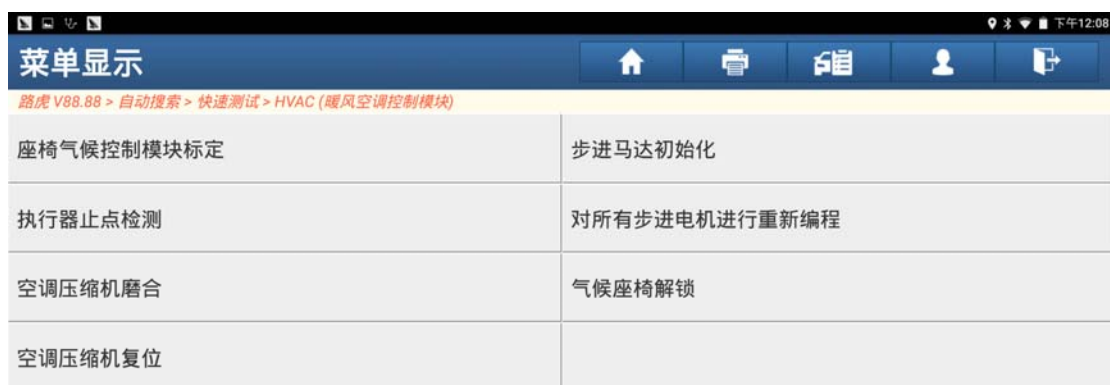 下午12:08
菜单显示
路虎 V88.88 > 自动搜索 > 快速测试 > HVAC (暖风空调控制模块)
座椅气候控制模块标定
步进马达初始化
执行器止点检测
对所有步进电机进行重新编程
空调压缩机磨合
气候座椅解锁
空调压缩机复位